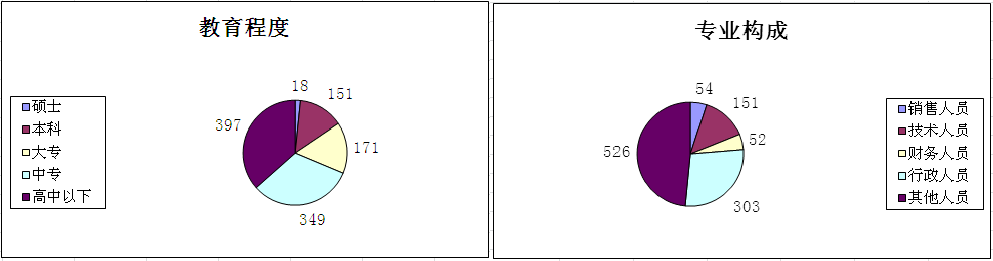 教育程度
硕士
本科
大专
中专
高中以下
18
151
171
349
397
专业构成
54
151
52
303
526
销售人员
技术人员
财务人员
行政人员
其他人员